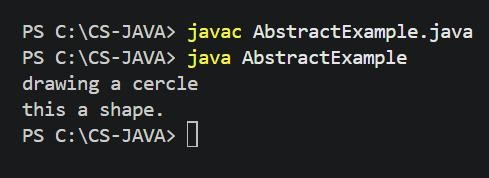 PS C:\CS-JAVA> javac AbstractExample.java
PS C:\CS-JAVA> java AbstractExample
drawing a cercle
this a shape.
PS C:\CS-JAVA>